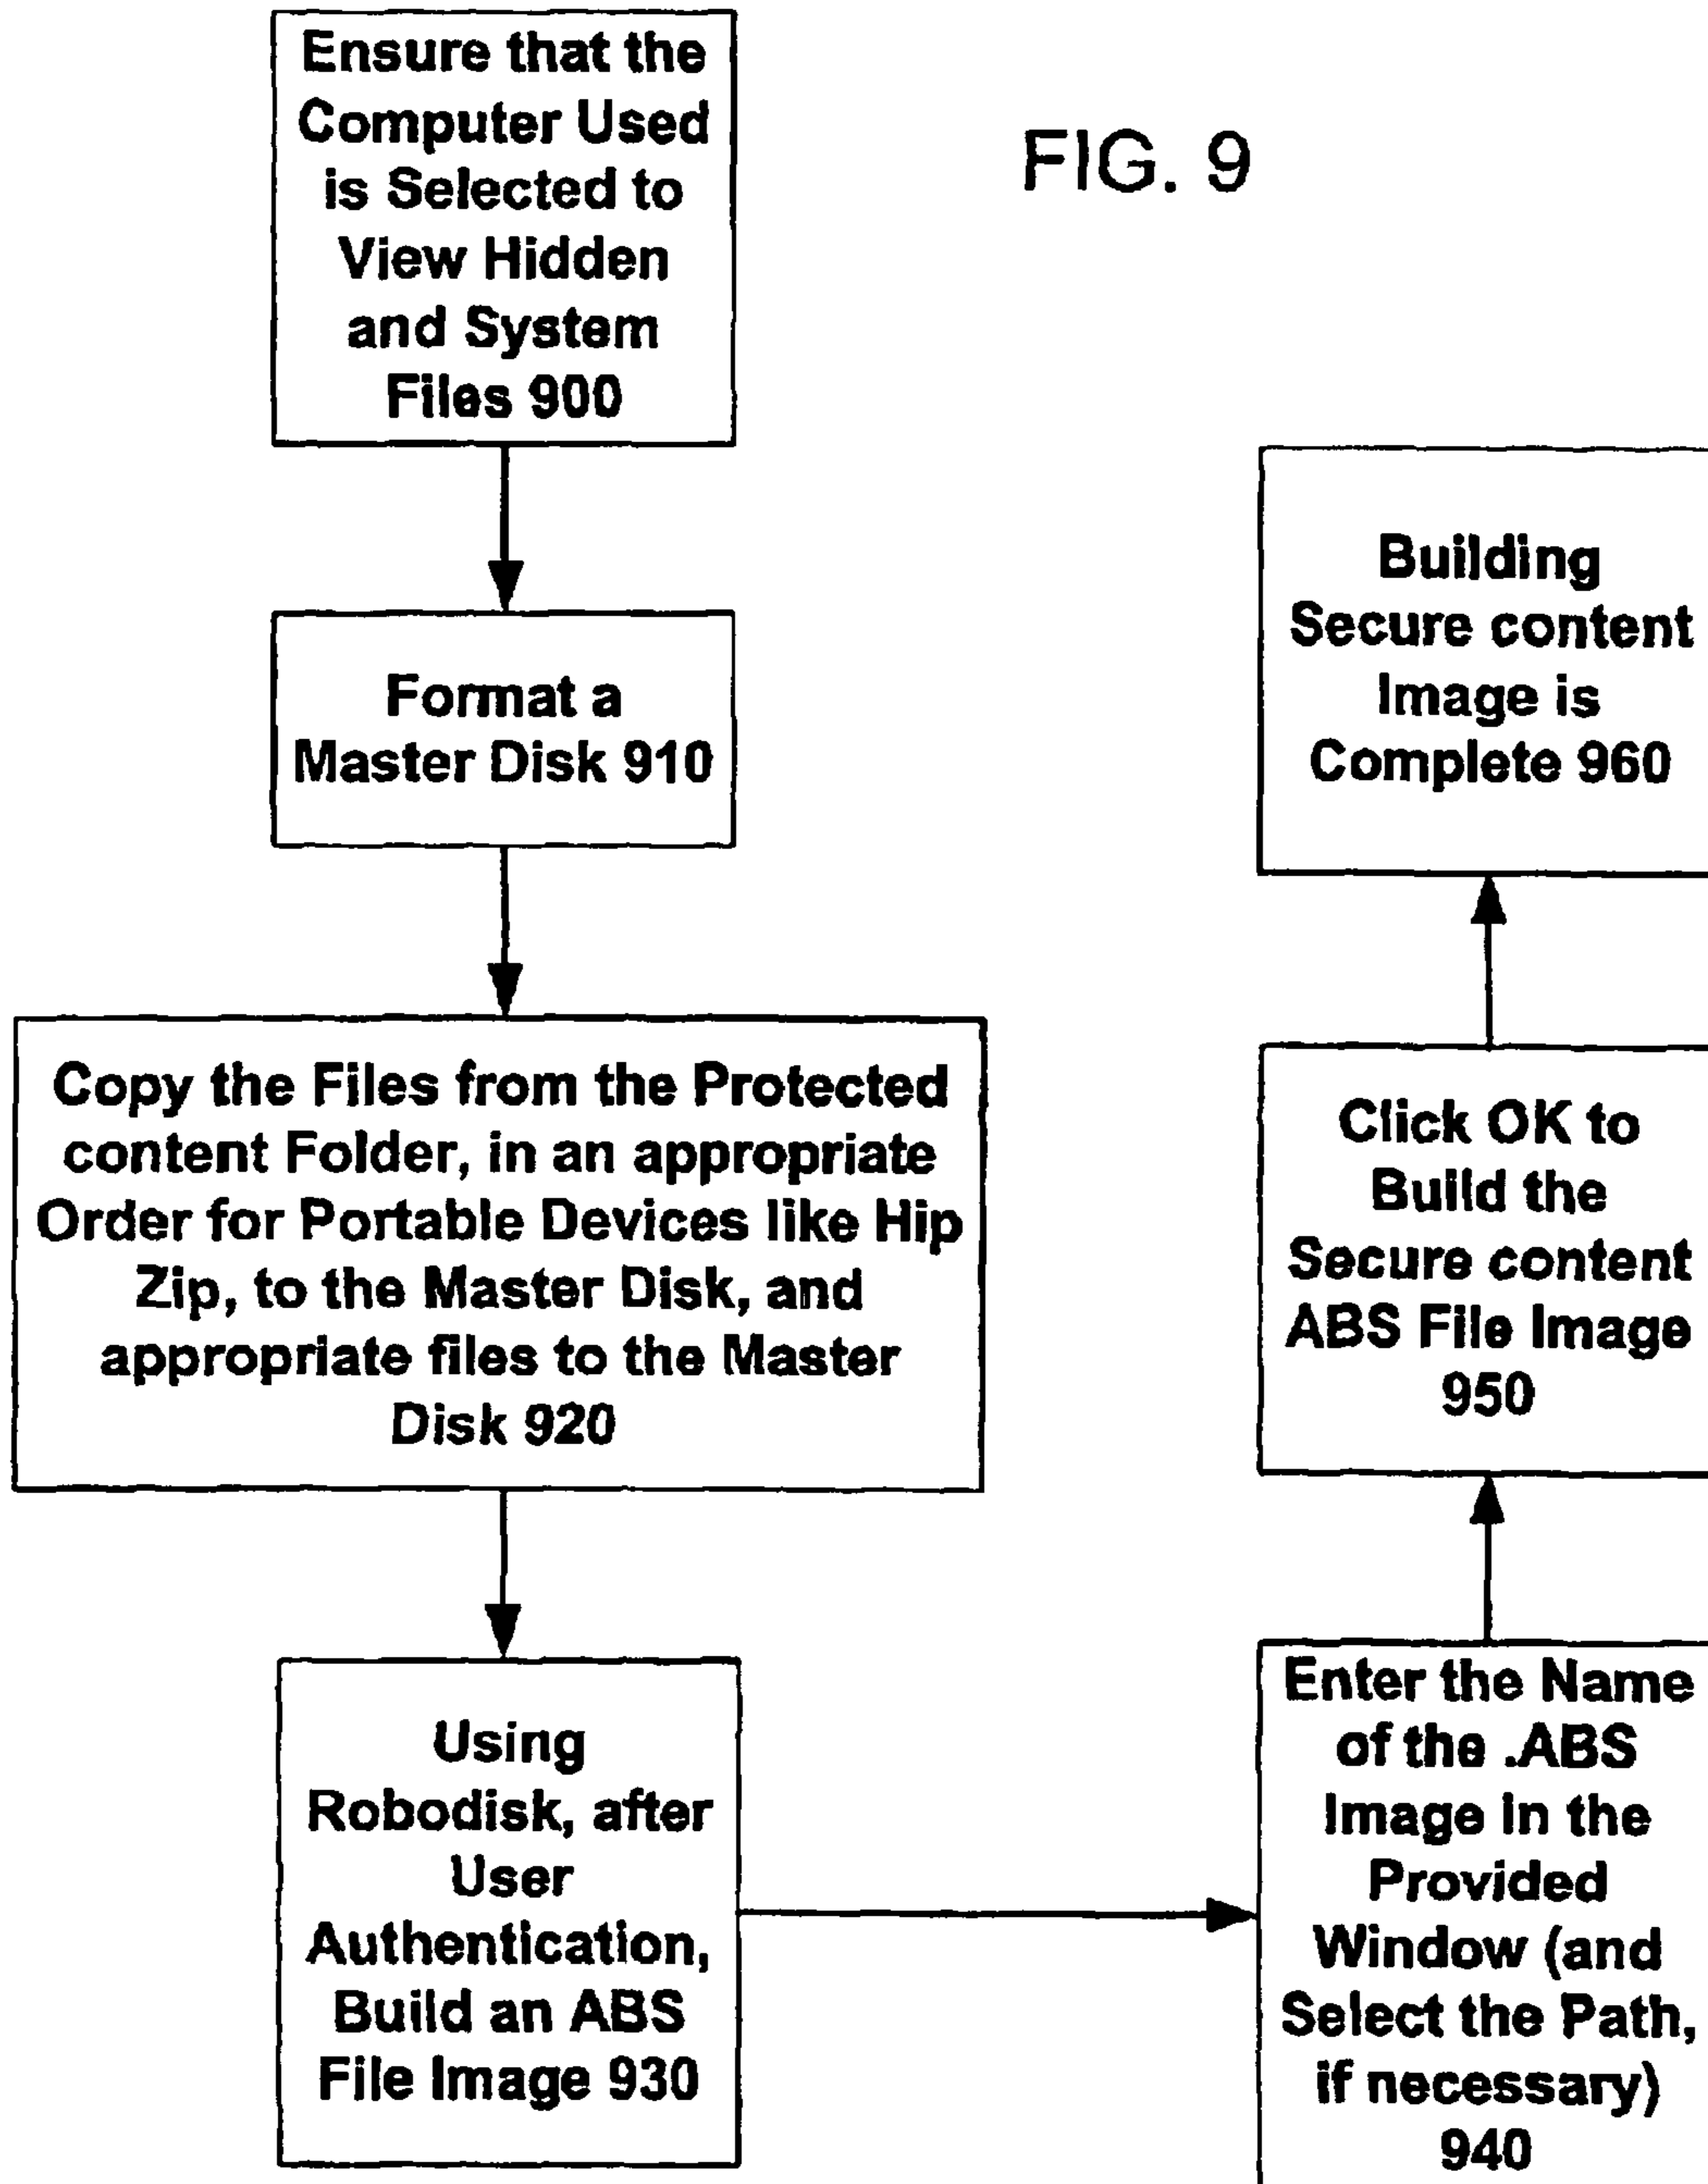 Ensure that the
Computer Used
is Selected to
View Hidden
and System
Files 900
FIG. 9
Format a
Master Disk 910
Copy the Files from the Protected
content Folder, in an appropriate
Order for Portable Devices like Hip
Zip, to the Master Disk, and
appropriate files to the Master
Disk 920
Using
Robodisk, after
User
Authentication,
Build an ABS
File Image 930
Enter the Name
of the .ABS
Image in the
Provided
Window (and
Select the Path,
if necessary)
940
Click OK to
Build the
Secure content
ABS File Image
950
Building
Secure content
Image is
Complete 960